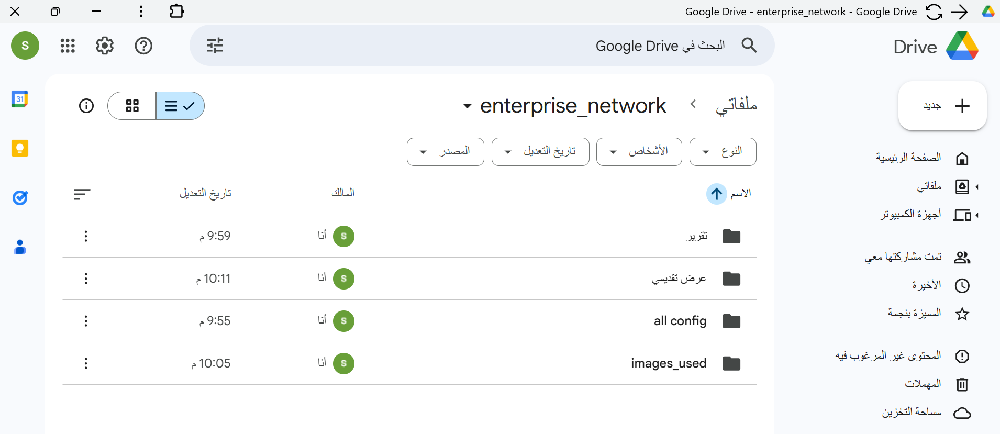 Google Drive - enterprise_network - Google Drive
Drive
البحث في Google Drive
S
جديد
الصفحة الرئيسية
ملفاتي
أجهزة الكمبيوتر
تمت مشاركتها معي
الأخيرة
المميزة بنجمة
المحتوى غير المرغوب فيه
المهملات
مساحة التخزين
ملفاتي
enterprise_network
النوع
الأشخاص
تاريخ التعديل
المصدر
الاسم المالك تاريخ التعديل
تقرير S أنا 9:59 م
عرض تقديمي S أنا 10:11 م
all config S أنا 9:55 م
images_used S أنا 10:05 م
31